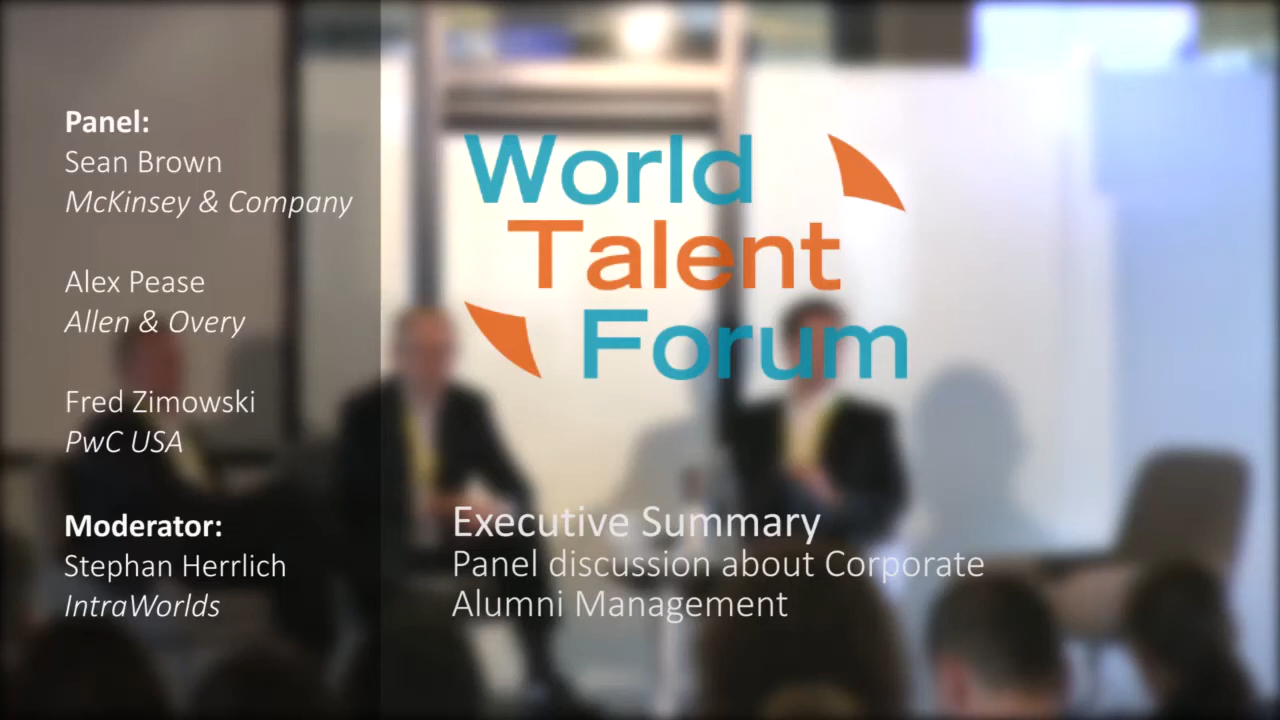 Panel:
Sean Brown
McKinsey & Company
Alex Pease
Allen & Overy
Fred Zimowski
PwC USA
Moderator:
Stephan Herrlich
IntraWorlds
World
Talent
Forum
Executive Summary
Panel discussion about Corporate
Alumni Management